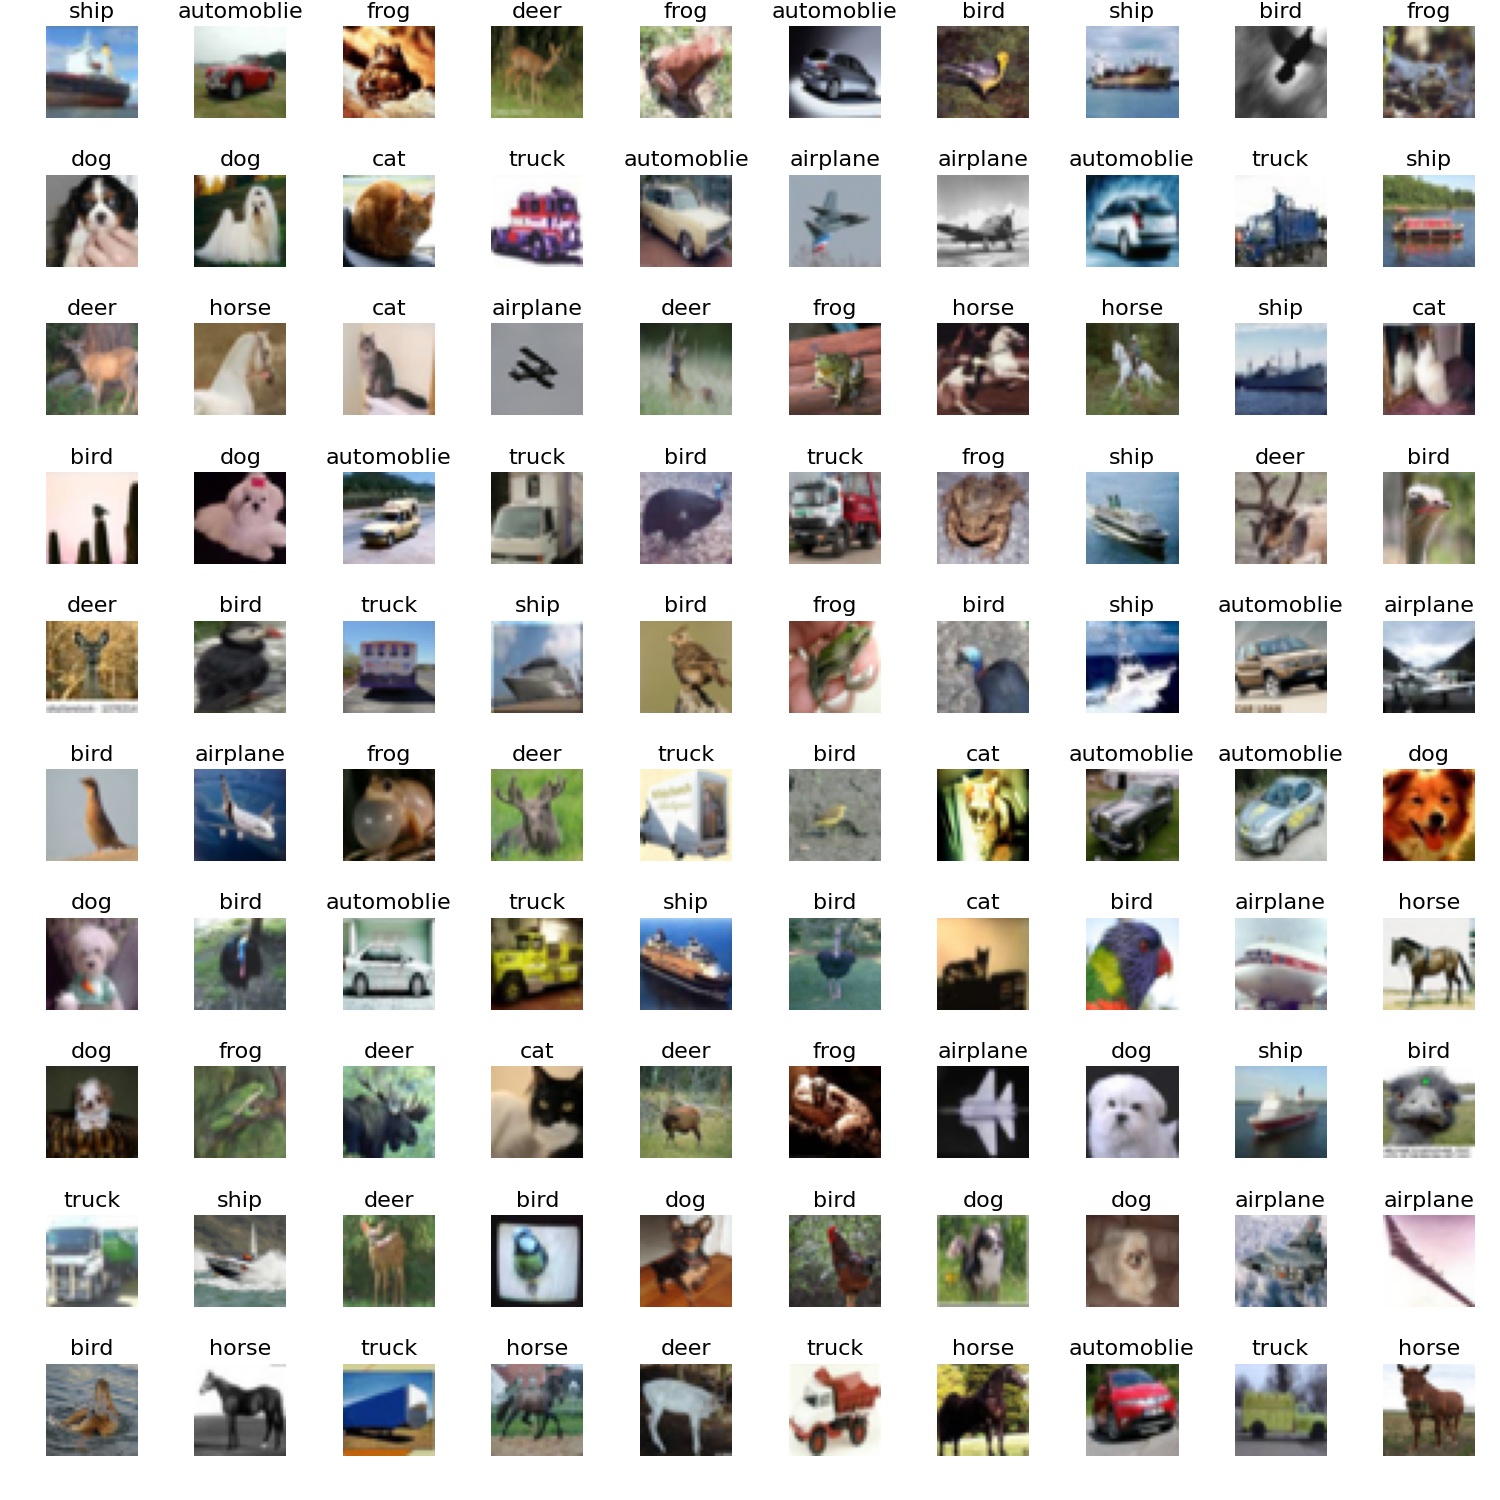 ship automoblie frog deer frog automoblie bird ship bird frog
dog dog cat truck automoblie airplane airplane automoblie truck ship
deer horse cat airplane deer frog horse horse ship cat
bird dog automoblie truck bird truck frog ship deer bird
deer bird truck ship bird frog bird ship automoblie airplane
bird airplane frog deer truck bird cat automoblie automoblie dog
dog bird automoblie truck ship bird cat bird airplane horse
dog frog deer cat deer frog airplane dog ship bird
truck ship deer bird dog bird dog dog airplane airplane
bird horse truck horse deer truck horse automoblie truck horse